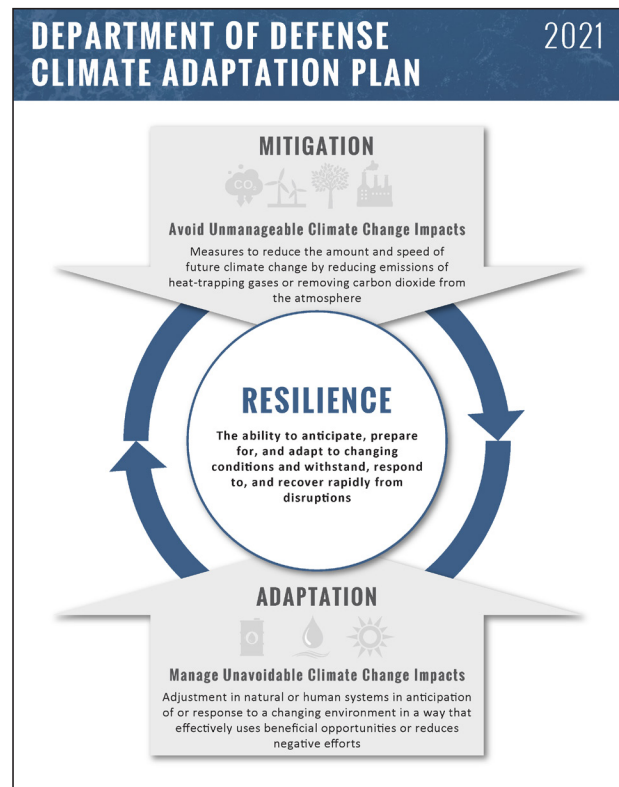 DEPARTMENT OF DEFENSE 2021
CLIMATE ADAPTATION PLAN
MITIGATION
CO₂
Avoid Unmanageable Climate Change Impacts
Measures to reduce the amount and speed of
future climate change by reducing emissions of
heat-trapping gases or removing carbon dioxide from
the atmosphere
RESILIENCE
The ability to anticipate, prepare
for, and adapt to changing
conditions and withstand, respond
to, and recover rapidly from
disruptions
ADAPTATION
Manage Unavoidable Climate Change Impacts
Adjustment in natural or human systems in anticipation
of or response to a changing environment in a way that
effectively uses beneficial opportunities or reduces
negative efforts